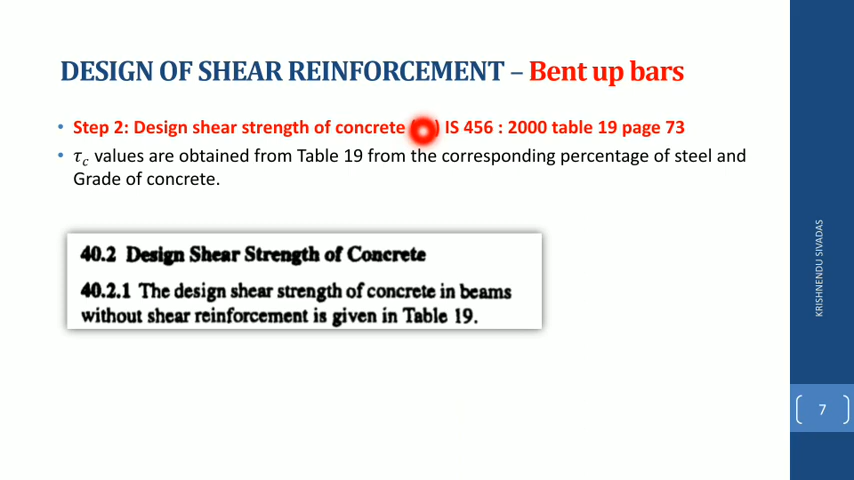 DESIGN OF SHEAR REINFORCEMENT – Bent up bars
• Step 2: Design shear strength of concrete ( ) IS 456 : 2000 table 19 page 73
• 𝜏𝑐 values are obtained from Table 19 from the corresponding percentage of steel and
Grade of concrete.
40.2 Design Shear Strength of Concrete
40.2.1 The design shear strength of concrete in beams
without shear reinforcement is given in Table 19.
KRISHNENDU SIVADAS
7